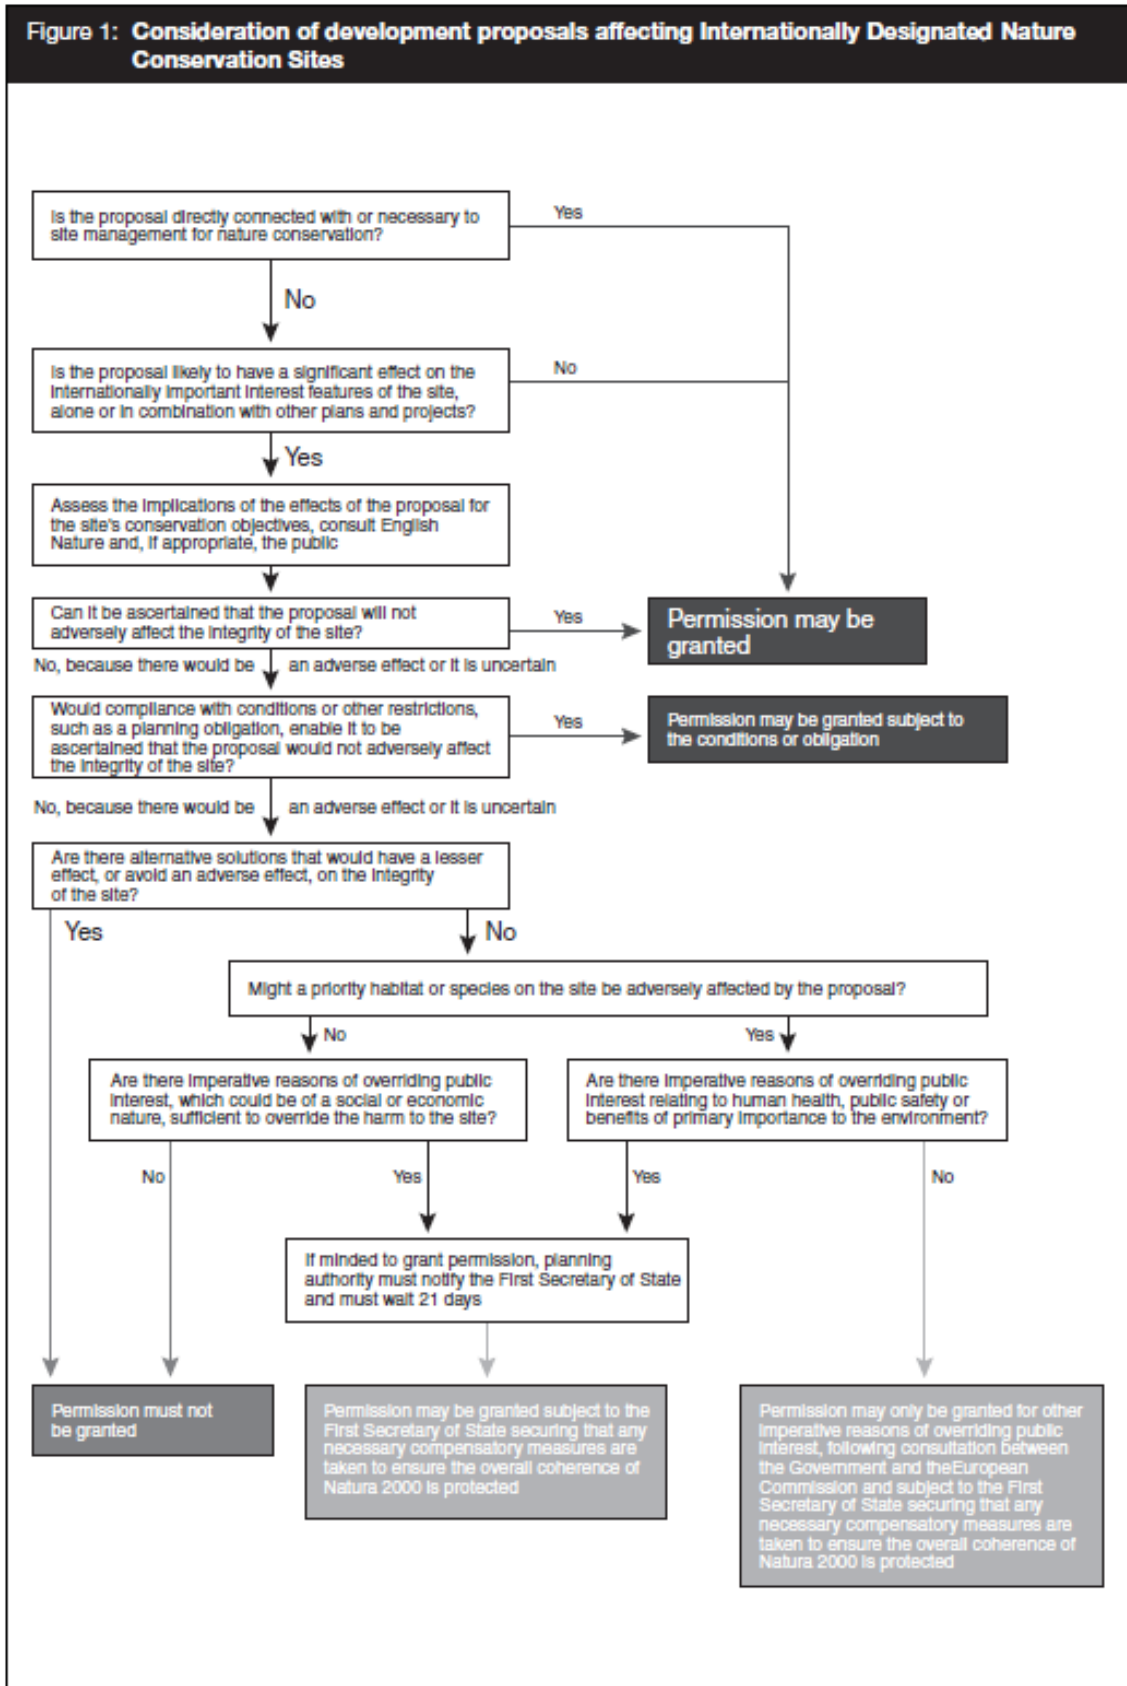 Figure 1: Consideration of development proposals affecting Internationally Designated Nature
Conservation Sites
Is the proposal directly connected with or necessary to
site management for nature conservation?
Yes
No
Is the proposal likely to have a significant effect on the
internationally important interest features of the site,
alone or in combination with other plans and projects?
No
Yes
Assess the implications of the effects of the proposal for
the site's conservation objectives, consult English
Nature and, if appropriate, the public
Can it be ascertained that the proposal will not
adversely affect the integrity of the site?
Yes
Permission may be
granted
No, because there would be an adverse effect or it is uncertain
Would compliance with conditions or other restrictions,
such as a planning obligation, enable it to be
ascertained that the proposal would not adversely affect
the integrity of the site?
Yes
Permission may be granted subject to
the conditions or obligation
No, because there would be an adverse effect or it is uncertain
Are there alternative solutions that would have a lesser
effect, or avoid an adverse effect, on the integrity
of the site?
Yes
No
Might a priority habitat or species on the site be adversely affected by the proposal?
No
Yes
Are there imperative reasons of overriding public
interest, which could be of a social or economic
nature, sufficient to override the harm to the site?
Are there imperative reasons of overriding public
interest relating to human health, public safety or
benefits of primary importance to the environment?
No
Yes
Yes
No
If minded to grant permission, planning
authority must notify the First Secretary of State
and must wait 21 days
Permission must not
be granted
Permission may be granted subject to the
First Secretary of State securing that any
necessary compensatory measures are
taken to ensure the overall coherence of
Natura 2000 is protected
Permission may only be granted for other
imperative reasons of overriding public
interest, following consultation between
the Government and theEuropean
Commission and subject to the First
Secretary of State securing that any
necessary compensatory measures are
taken to ensure the overall coherence of
Natura 2000 is protected